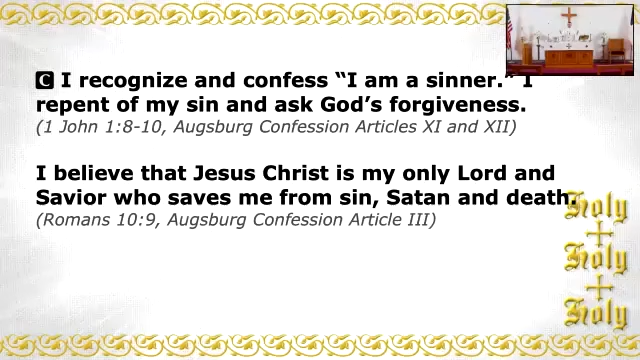 C I recognize and confess “I am a sinner.” I
repent of my sin and ask God’s forgiveness.
(1 John 1:8-10, Augsburg Confession Articles XI and XII)
I believe that Jesus Christ is my only Lord and
Savior who saves me from sin, Satan and death.
(Romans 10:9, Augsburg Confession Article III)
Holy
Holy
Holy